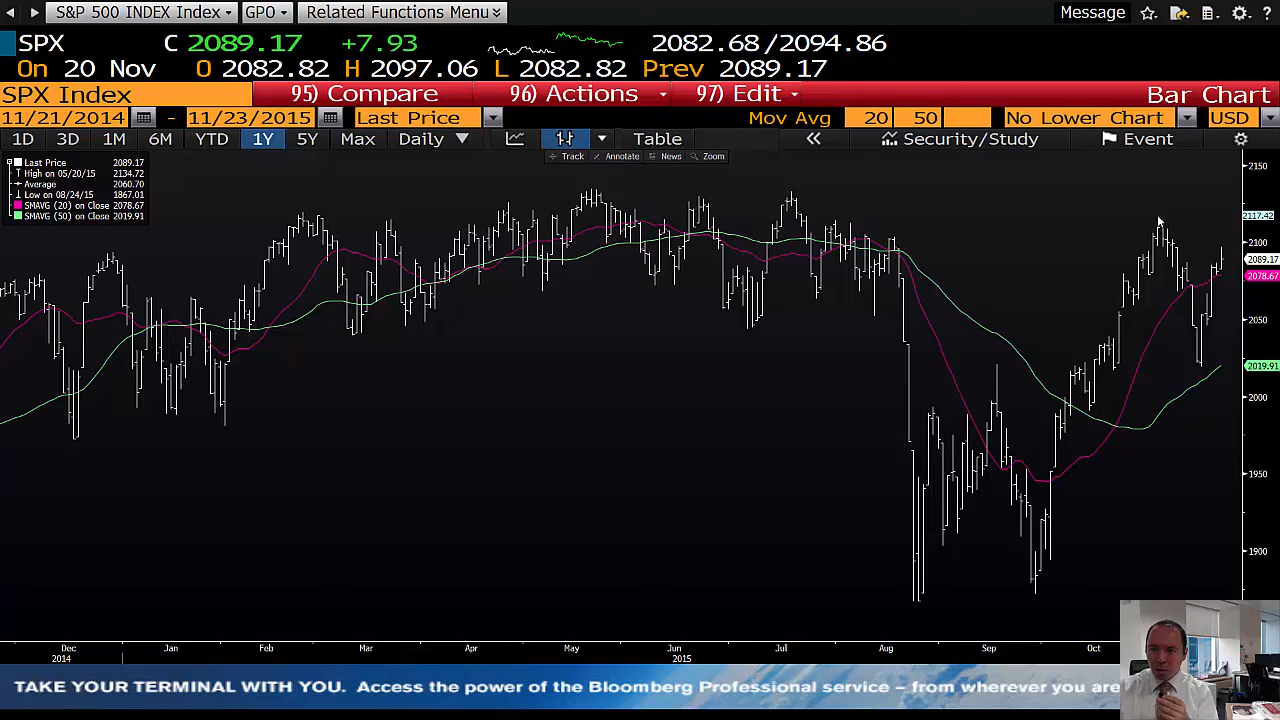 S&P 500 INDEX Index GPO Related Functions Menu Message ?
SPX C 2089.17 +7.93 2082.68/2094.86
On 20 Nov O 2082.82 H 2097.06 L 2082.82 Prev 2089.17
SPX Index 95) Compare 96) Actions 97) Edit Bar Chart
11/21/2014 - 11/23/2015 Last Price Mov Avg 20 50 No Lower Chart USD
1D 3D 1M 6M YTD 1Y 5Y Max Daily Table Security/Study Event
Track Annotate News Zoom
Last Price 2089.17
High on 05/20/15 2134.72
Average 2060.70
Low on 08/24/15 1867.01
SMAVG (20) on Close 2078.67
SMAVG (50) on Close 2019.91
2150
2117.42
2100
2089.17
2078.67
2050
2019.91
2000
1950
1900
Dec Jan Feb Mar Apr May Jun Jul Aug Sep Oct
2014 2015
TAKE YOUR TERMINAL WITH YOU. Access the power of the Bloomberg Professional service – from wherever you are